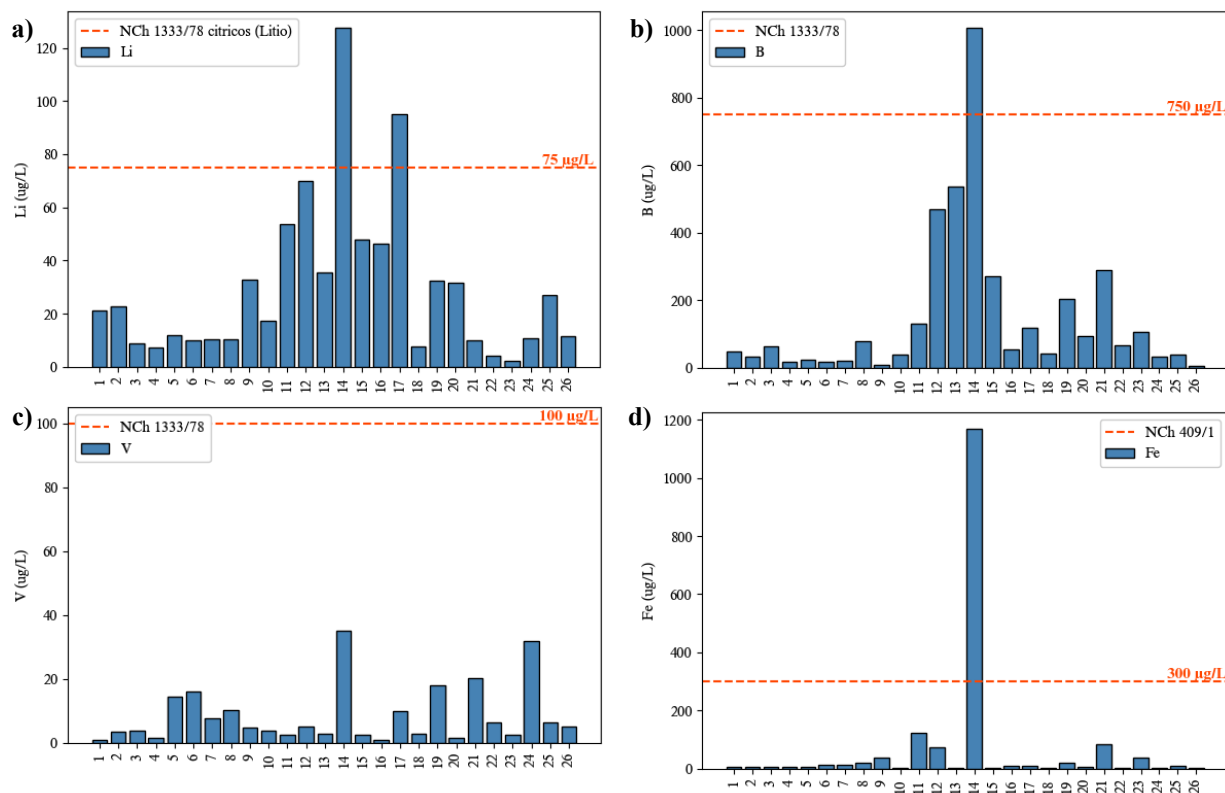 a)
NCh 1333/78 citricos (Litio)
Li
75 µg/L
Li (ug/L)
120
100
80
60
40
20
0
1 2 3 4 5 6 7 8 9 10 11 12 13 14 15 16 17 18 19 20 21 22 23 24 25 26
b)
NCh 1333/78
B
750 µg/L
B (ug/L)
1000
800
600
400
200
0
1 2 3 4 5 6 7 8 9 10 11 12 13 14 15 16 17 18 19 20 21 22 23 24 25 26
c)
NCh 1333/78
V
100 µg/L
V (ug/L)
100
80
60
40
20
0
1 2 3 4 5 6 7 8 9 10 11 12 13 14 15 16 17 18 19 20 21 22 23 24 25 26
d)
NCh 409/1
Fe
300 µg/L
Fe (ug/L)
1200
1000
800
600
400
200
0
1 2 3 4 5 6 7 8 9 10 11 12 13 14 15 16 17 18 19 20 21 22 23 24 25 26